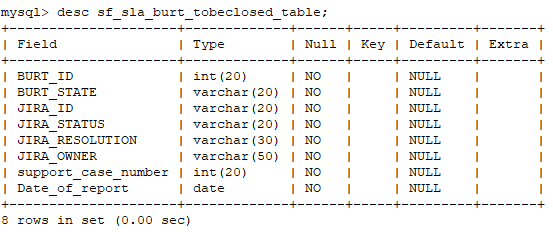 mysql> desc sf_sla_burt_tobeclosed_table;
+---------------------+-------------+------+-----+---------+-------+
| Field               | Type        | Null | Key | Default | Extra |
+---------------------+-------------+------+-----+---------+-------+
| BURT_ID             | int(20)     | NO   |     | NULL    |       |
| BURT_STATE          | varchar(20) | NO   |     | NULL    |       |
| JIRA_ID             | varchar(20) | NO   |     | NULL    |       |
| JIRA_STATUS         | varchar(20) | NO   |     | NULL    |       |
| JIRA_RESOLUTION     | varchar(30) | NO   |     | NULL    |       |
| JIRA_OWNER          | varchar(50) | NO   |     | NULL    |       |
| support_case_number | int(20)     | NO   |     | NULL    |       |
| Date_of_report      | date        | NO   |     | NULL    |       |
+---------------------+-------------+------+-----+---------+-------+
8 rows in set (0.00 sec)